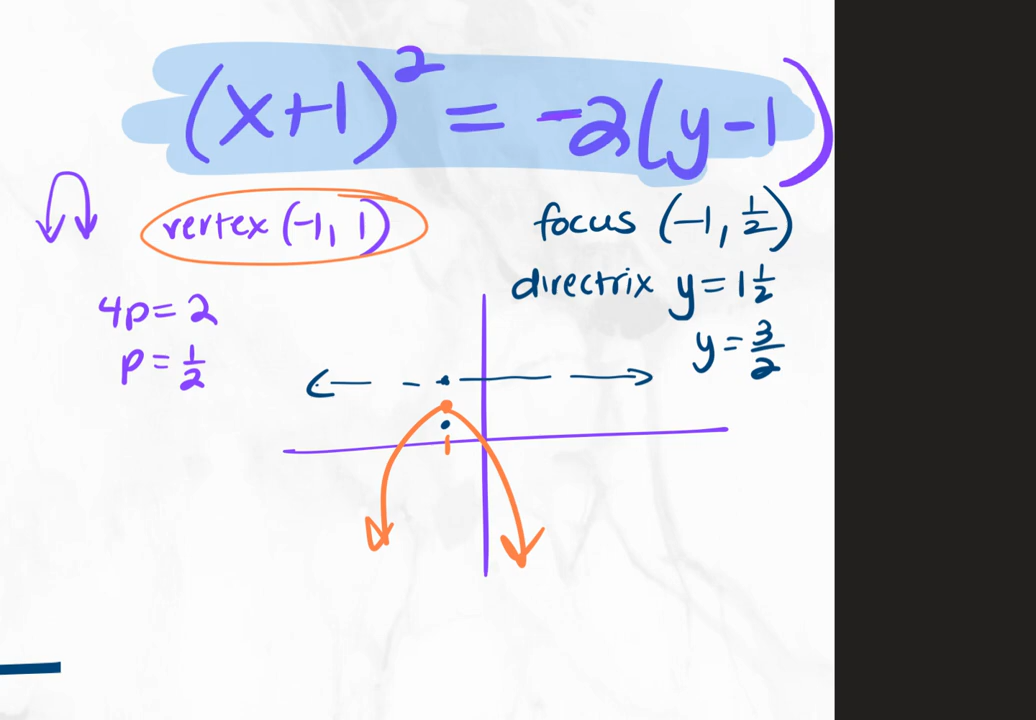 (x+1)² = -2(y-1)
vertex (-1, 1)
focus (-1, 1/2)
directrix y = 1 1/2
y = 3/2
4p = 2
p = 1/2